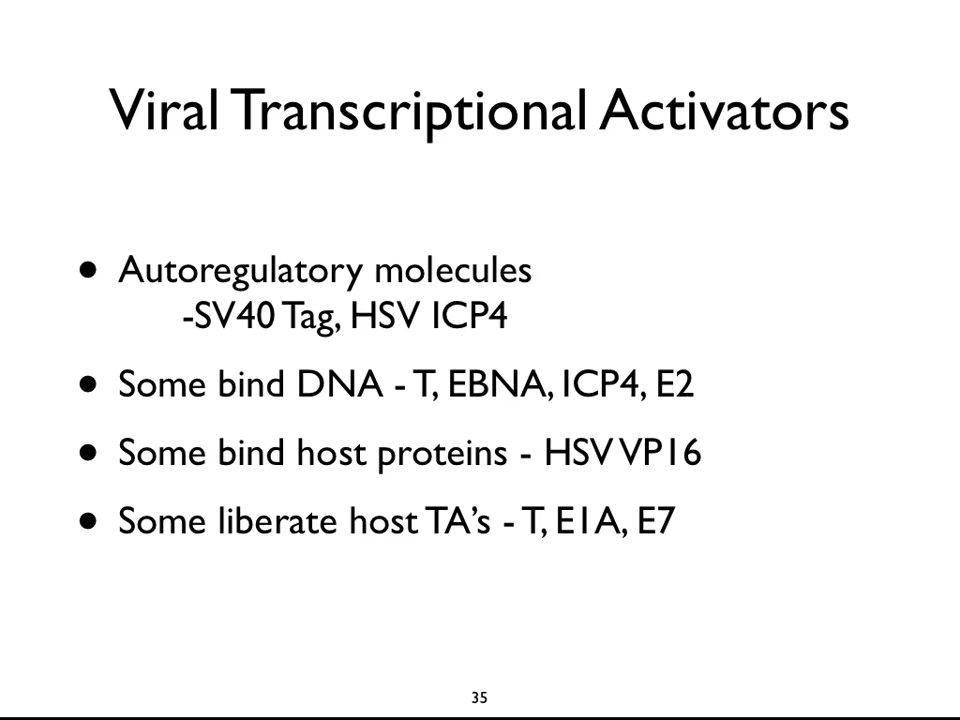 Viral Transcriptional Activators
• Autoregulatory molecules
-SV40 Tag, HSV ICP4
• Some bind DNA - T, EBNA, ICP4, E2
• Some bind host proteins - HSV VP16
• Some liberate host TA’s - T, E1A, E7
35